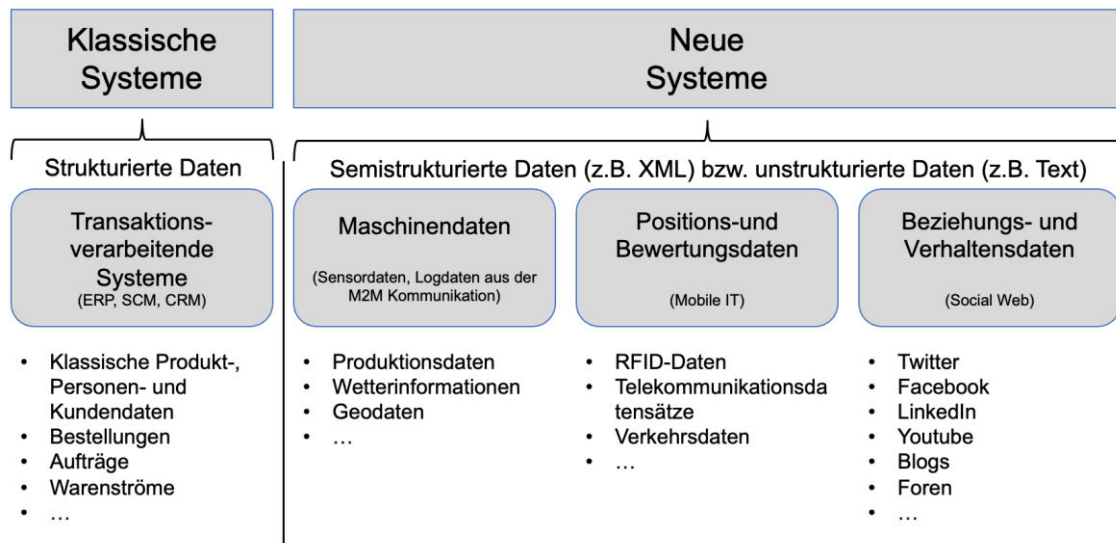 Klassische
Systeme
Neue
Systeme
Strukturierte Daten
Semistrukturierte Daten (z.B. XML) bzw. unstrukturierte Daten (z.B. Text)
Transaktions-
verarbeitende
Systeme
(ERP, SCM, CRM)
• Klassische Produkt-,
Personen- und
Kundendaten
• Bestellungen
• Aufträge
• Warenströme
• …
Maschinendaten
(Sensordaten, Logdaten aus der
M2M Kommunikation)
• Produktionsdaten
• Wetterinformationen
• Geodaten
• …
Positions-und
Bewertungsdaten
(Mobile IT)
• RFID-Daten
• Telekommunikationsda
tensätze
• Verkehrsdaten
• …
Beziehungs- und
Verhaltensdaten
(Social Web)
• Twitter
• Facebook
• LinkedIn
• Youtube
• Blogs
• Foren
• …